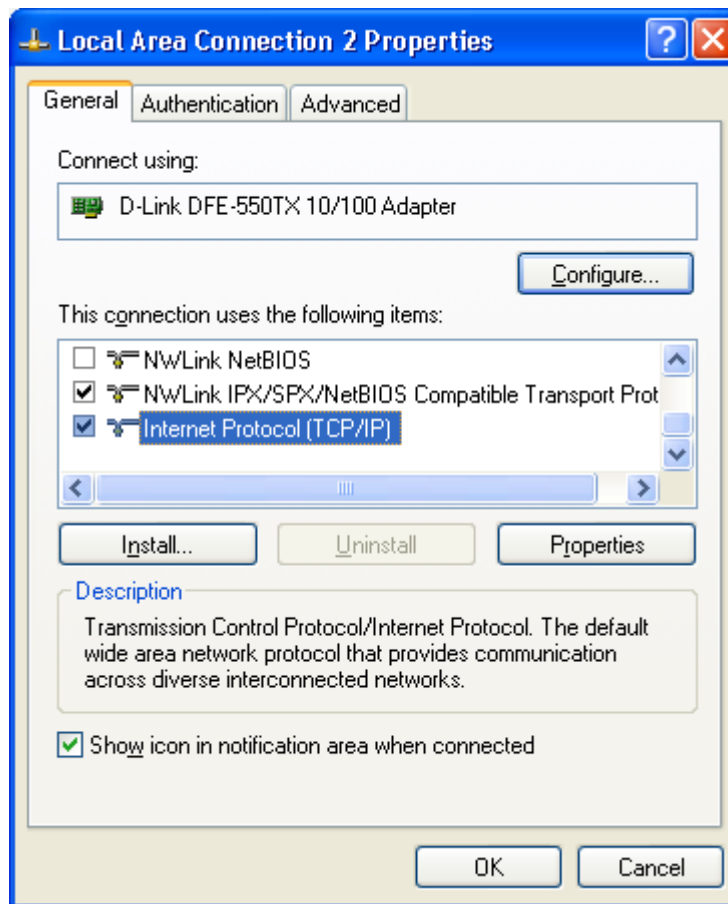 Local Area Connection 2 Properties
General Authentication Advanced
Connect using:
D-Link DFE-550TX 10/100 Adapter
Configure...
This connection uses the following items:
NWLink NetBIOS
NWLink IPX/SPX/NetBIOS Compatible Transport Prot
Internet Protocol (TCP/IP)
Install... Uninstall Properties
Description
Transmission Control Protocol/Internet Protocol. The default
wide area network protocol that provides communication
across diverse interconnected networks.
Show icon in notification area when connected
OK Cancel